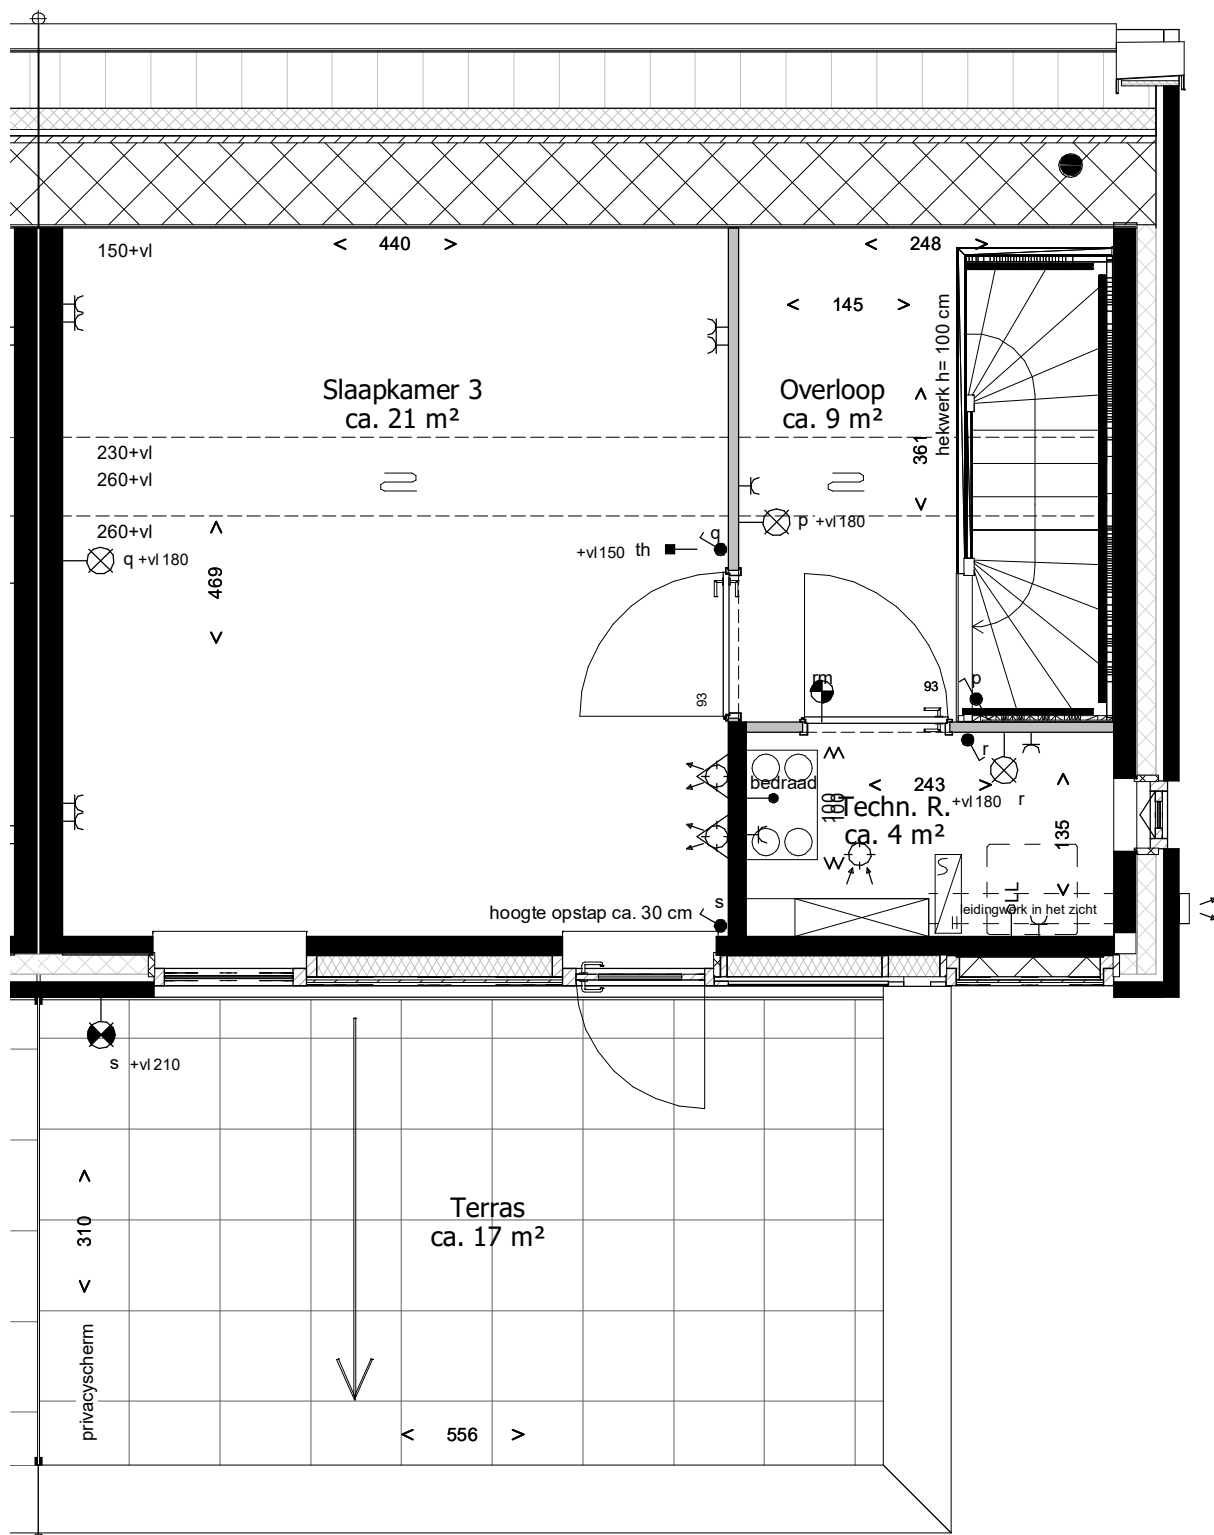 150+vl
440
248
145
hekwerk h= 100 cm
Slaapkamer 3
ca. 21 m²
Overloop
ca. 9 m²
361
230+vl
260+vl
260+vl
q +vl 180
469
+vl 150 th
q
p +vl 180
93
rm
93
p
r
bedraad
100
243
Techn. R.
ca. 4 m²
+vl 180 r
135
s
hoogte opstap ca. 30 cm
leidingwerk in het zicht
s +vl 210
310
Terras
ca. 17 m²
privacyscherm
556